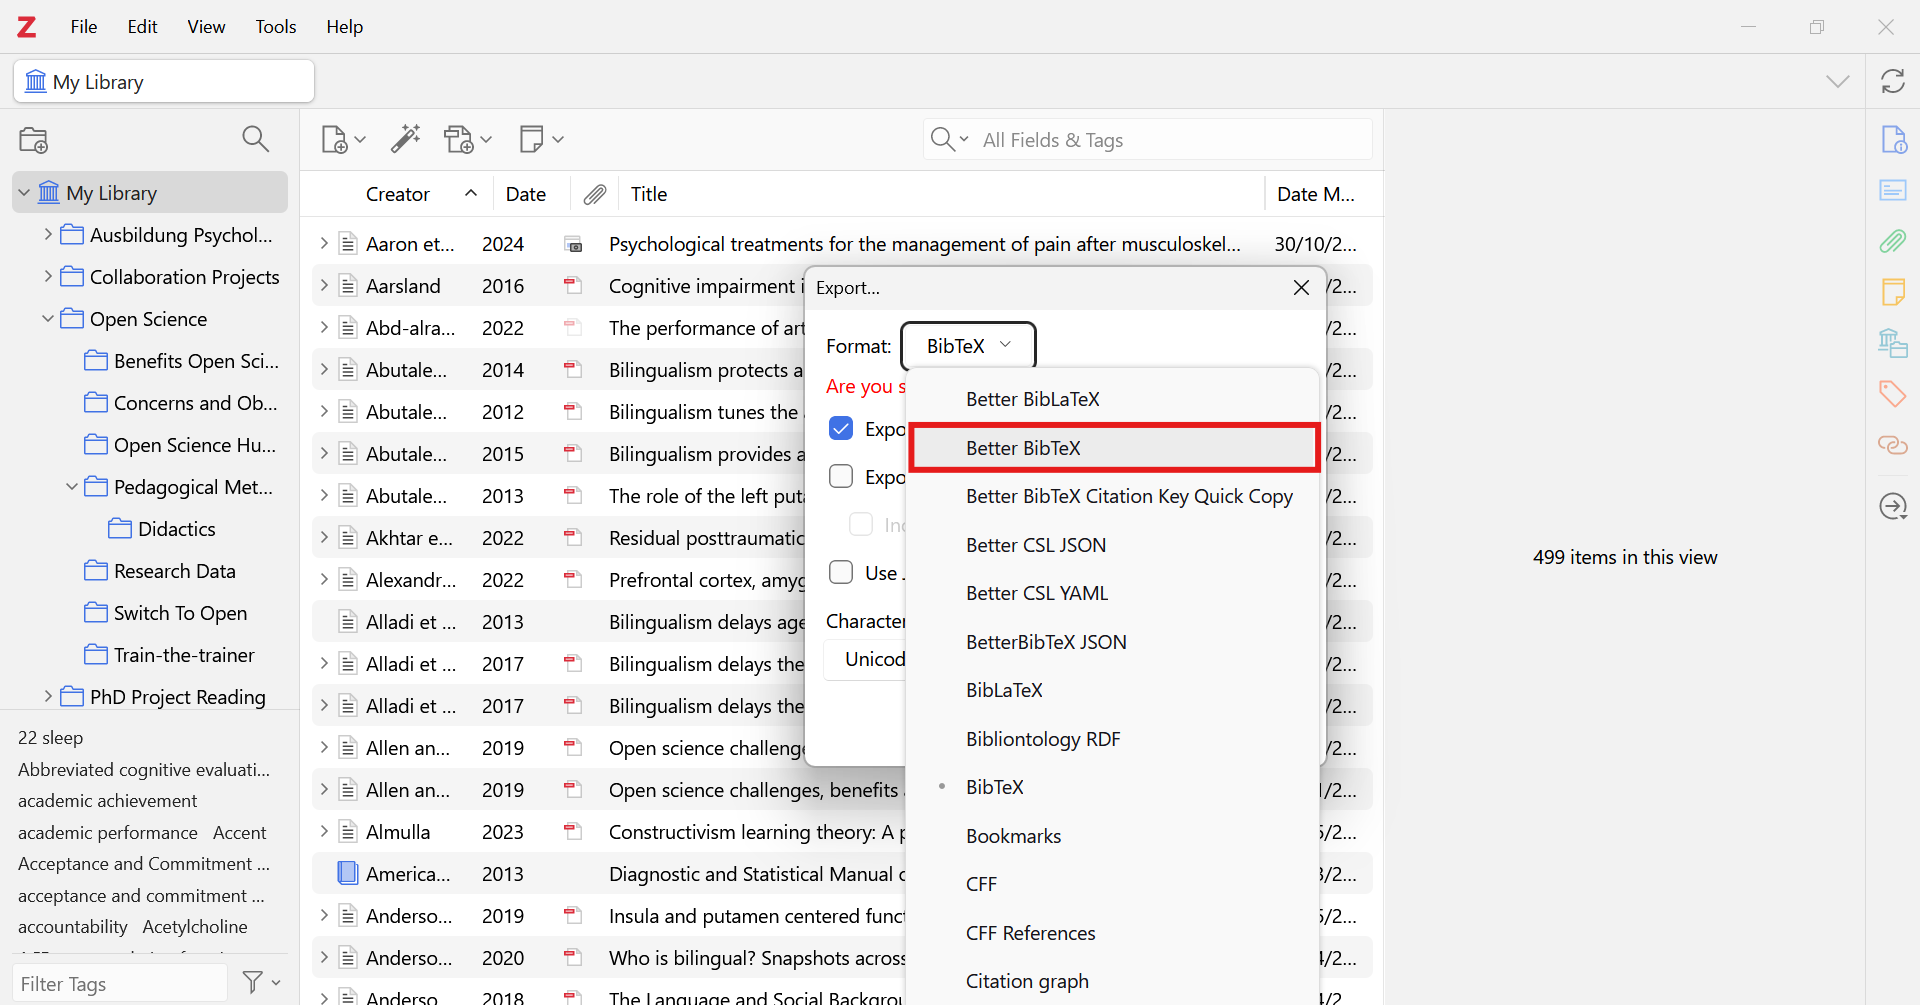 Z File Edit View Tools Help
My Library
All Fields & Tags
Creator Date Title Date M...
My Library
Ausbildung Psychol...
Collaboration Projects
Open Science
Benefits Open Sci...
Concerns and Ob...
Open Science Hu...
Pedagogical Met...
Didactics
Research Data
Switch To Open
Train-the-trainer
PhD Project Reading
22 sleep
Abbreviated cognitive evaluati...
academic achievement
academic performance Accent
Acceptance and Commitment ...
acceptance and commitment ...
accountability Acetylcholine
Filter Tags
Aaron et... 2024 Psychological treatments for the management of pain after musculoskel... 30/10/2...
Aarsland 2016 Cognitive impairment i /2...
Abd-alra... 2022 The performance of art /2...
Abutale... 2014 Bilingualism protects a /2...
Abutale... 2012 Bilingualism tunes the /2...
Abutale... 2015 Bilingualism provides a /2...
Abutale... 2013 The role of the left put /2...
Akhtar e... 2022 Residual posttraumatic /2...
Alexandr... 2022 Prefrontal cortex, amyg /2...
Alladi et ... 2013 Bilingualism delays age /2...
Alladi et ... 2017 Bilingualism delays the /2...
Alladi et ... 2017 Bilingualism delays the /2...
Allen an... 2019 Open science challenge /2...
Allen an... 2019 Open science challenges, benefits /2...
Almulla 2023 Constructivism learning theory: A p 5/2...
America... 2013 Diagnostic and Statistical Manual 3/2...
Anderso... 2019 Insula and putamen centered func 5/2...
Anderso... 2020 Who is bilingual? Snapshots across 4/2...
Anderso 2018 The Language and Social Backgrou 4/2
Export...
Format: BibTeX
Are you s
Expo
Expo
Inc
Use
Character
Unicod
Better BibLaTeX
Better BibTeX
Better BibTeX Citation Key Quick Copy
Better CSL JSON
Better CSL YAML
BetterBibTeX JSON
BibLaTeX
Bibliontology RDF
BibTeX
Bookmarks
CFF
CFF References
Citation graph
499 items in this view